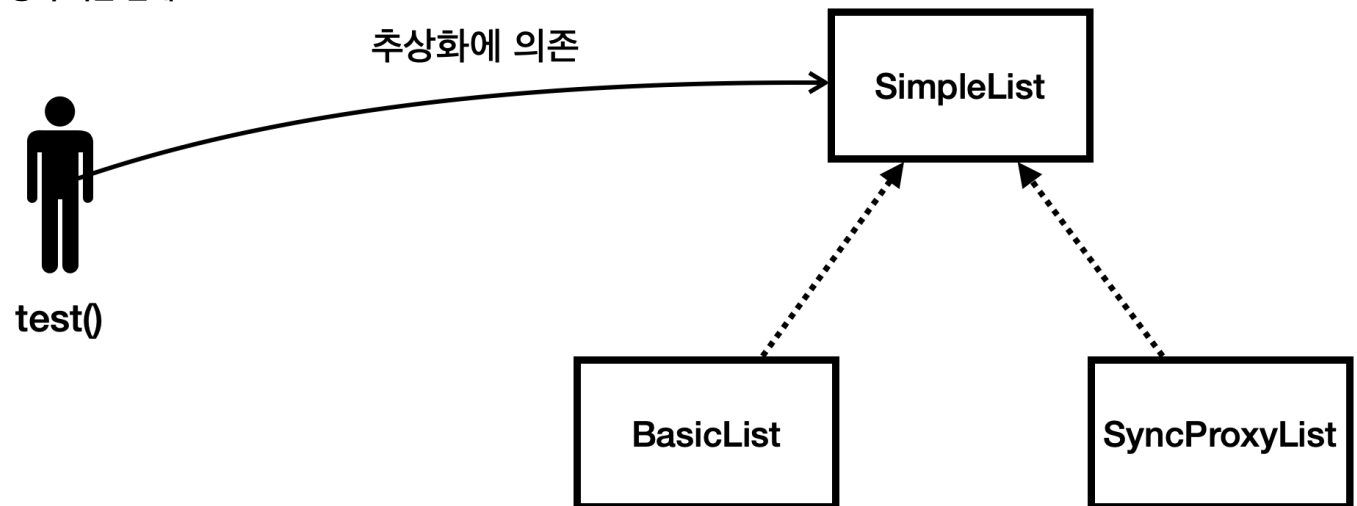 추상화에 의존
SimpleList
test()
BasicList
SyncProxyList